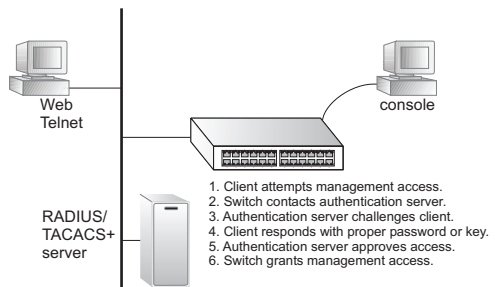 Web
Telnet
console
1. Client attempts management access.
2. Switch contacts authentication server.
3. Authentication server challenges client.
4. Client responds with proper password or key.
5. Authentication server approves access.
6. Switch grants management access.
RADIUS/
TACACS+
server